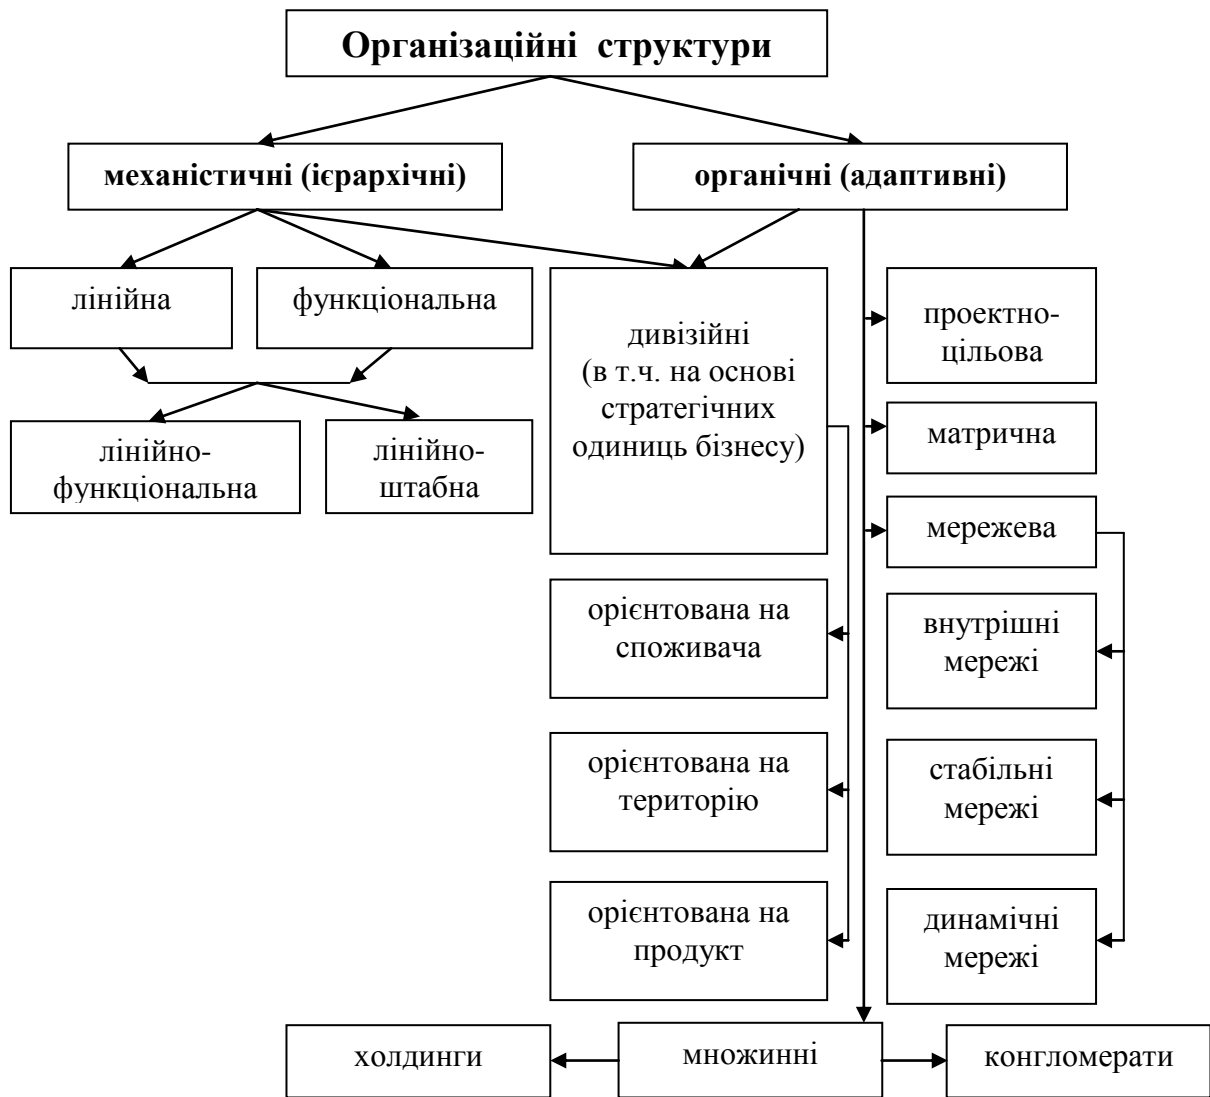 Організаційні структури
механістичні (ієрархічні)
органічні (адаптивні)
лінійна
функціональна
лінійно-
функціональна
лінійно-
штабна
дивізійні
(в т.ч. на основі
стратегічних
одиниць бізнесу)
орієнтована на
споживача
орієнтована на
територію
орієнтована на
продукт
проектно-
цільова
матрична
мережева
внутрішні
мережі
стабільні
мережі
динамічні
мережі
холдинги
множинні
конгломерати